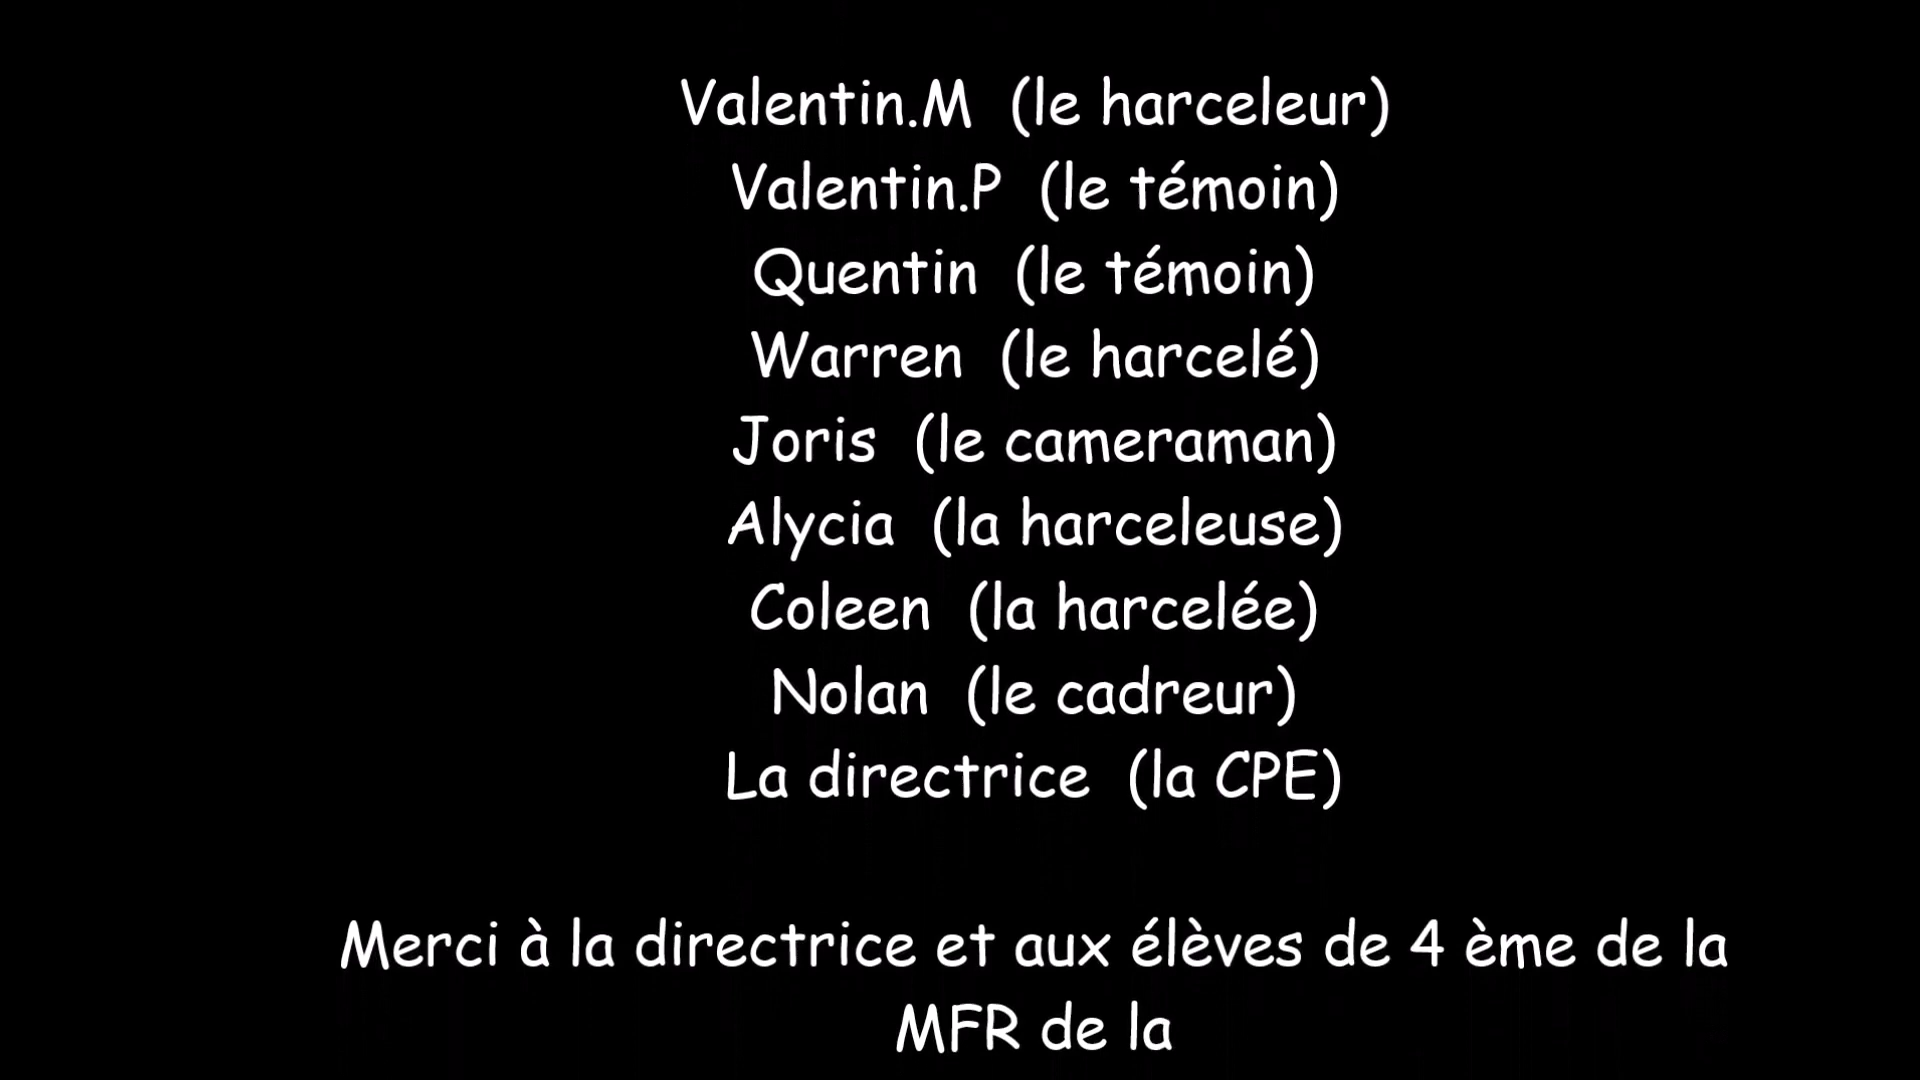 Valentin.M (le harceleur)
Valentin.P (le témoin)
Quentin (le témoin)
Warren (le harcelé)
Joris (le cameraman)
Alycia (la harceleuse)
Coleen (la harcelée)
Nolan (le cadreur)
La directrice (la CPE)
Merci à la directrice et aux élèves de 4 ème de la
MFR de la